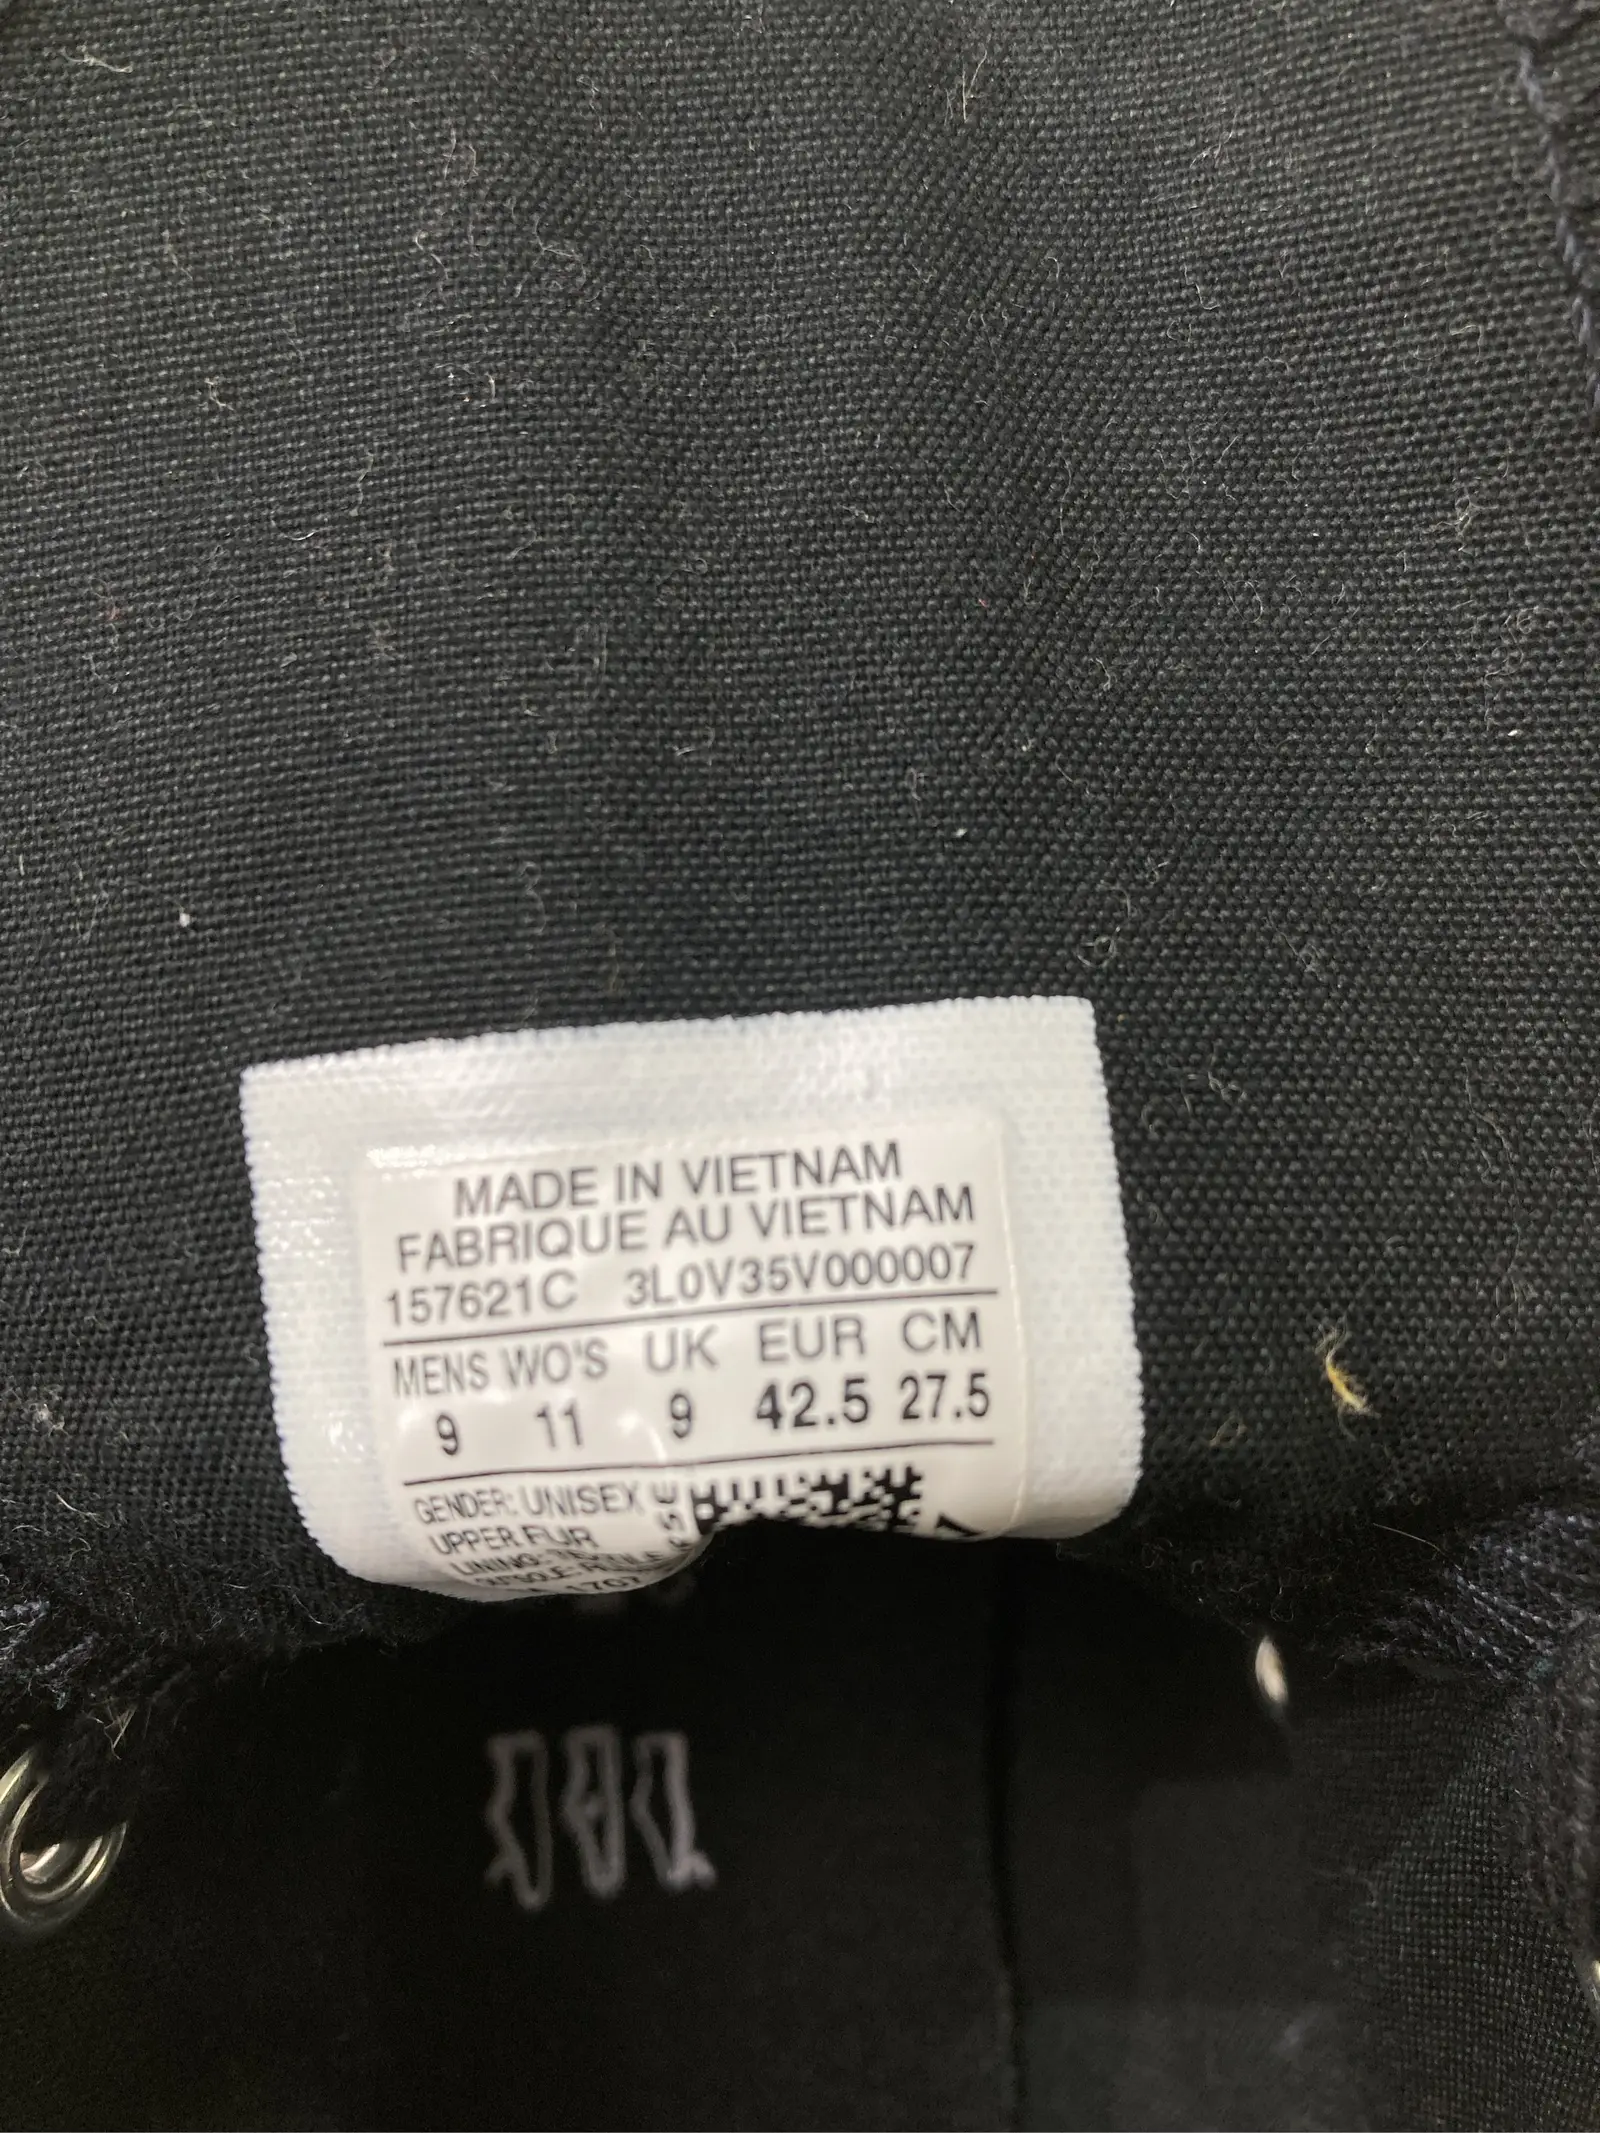 MADE IN VIETNAM
FABRIQUE AU VIETNAM
157621C 3L0V35V000007
MENS WO'S UK EUR CM
9 11 9 42.5 27.5
GENDER: UNISEX
UPPER
LINING: